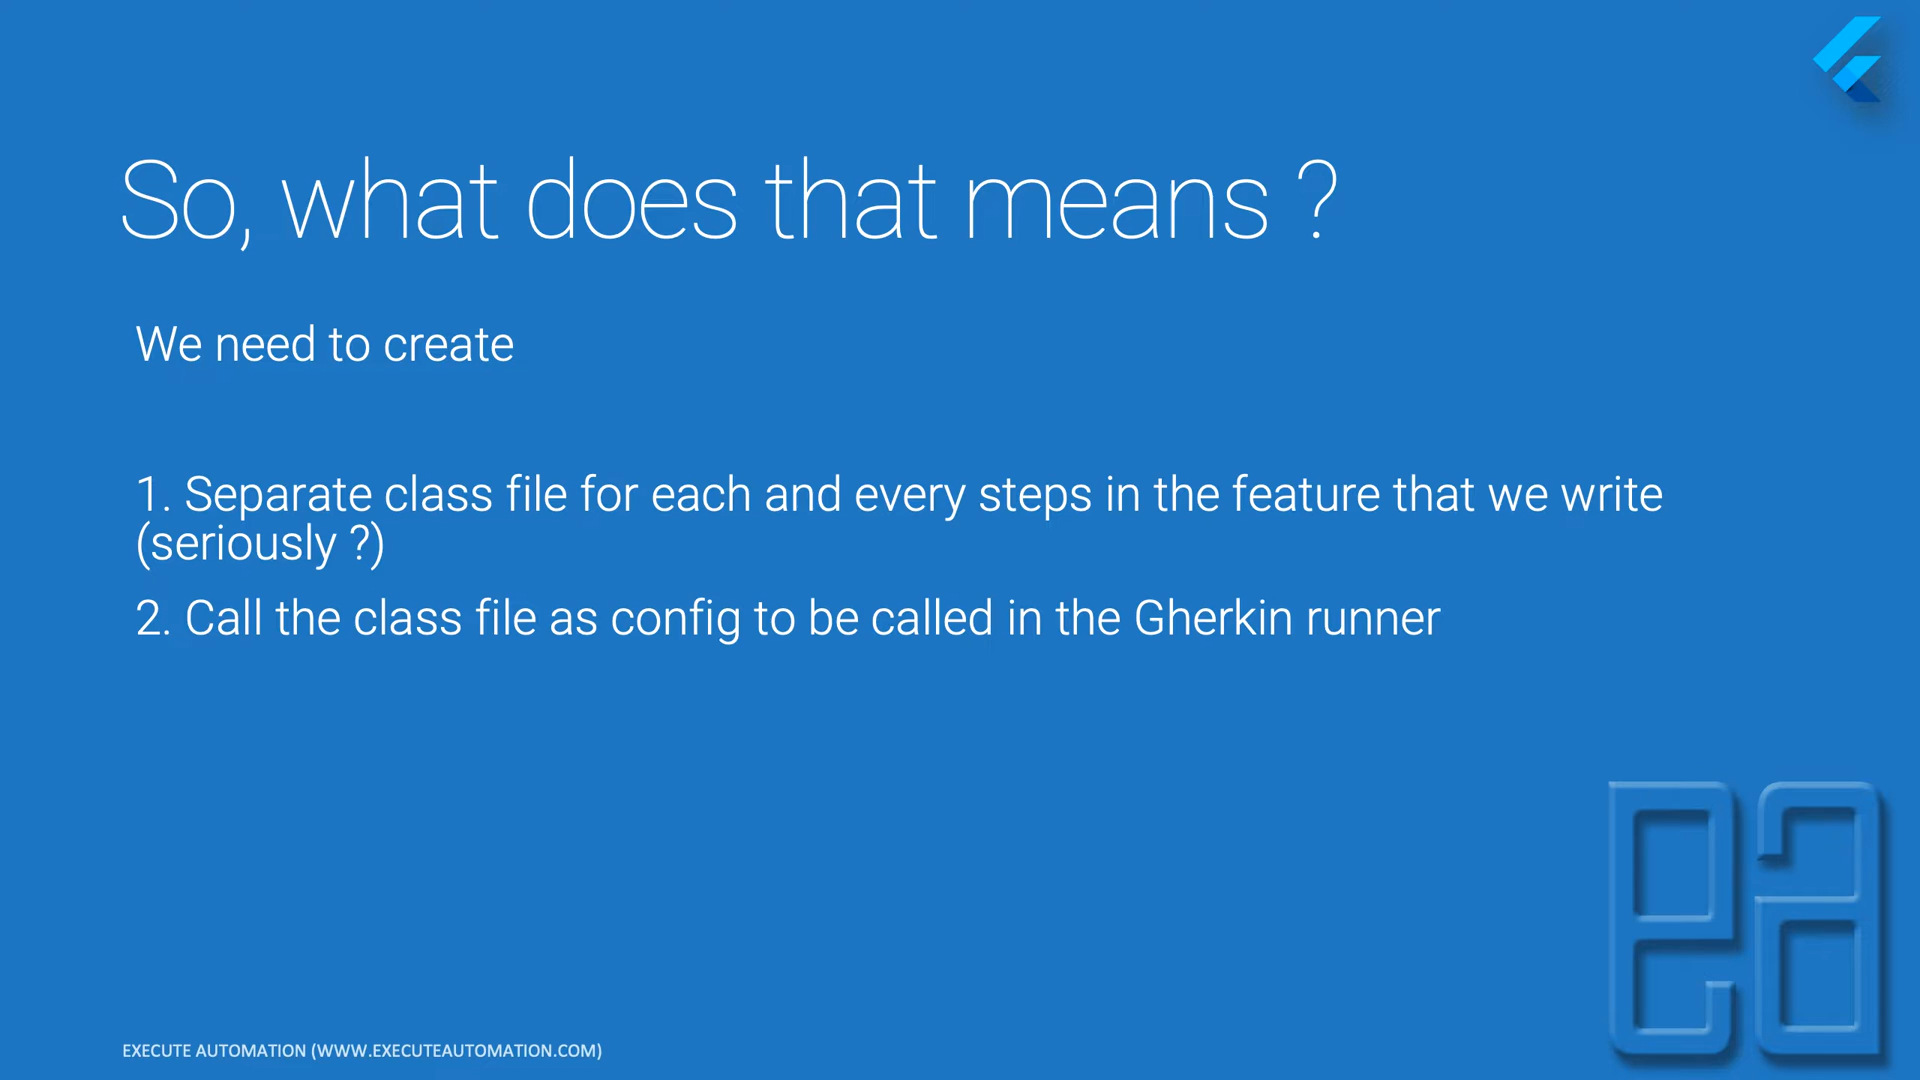 So, what does that means ?
We need to create
1. Separate class file for each and every steps in the feature that we write
(seriously ?)
2. Call the class file as config to be called in the Gherkin runner
ea
EXECUTE AUTOMATION (WWW.EXECUTEAUTOMATION.COM)